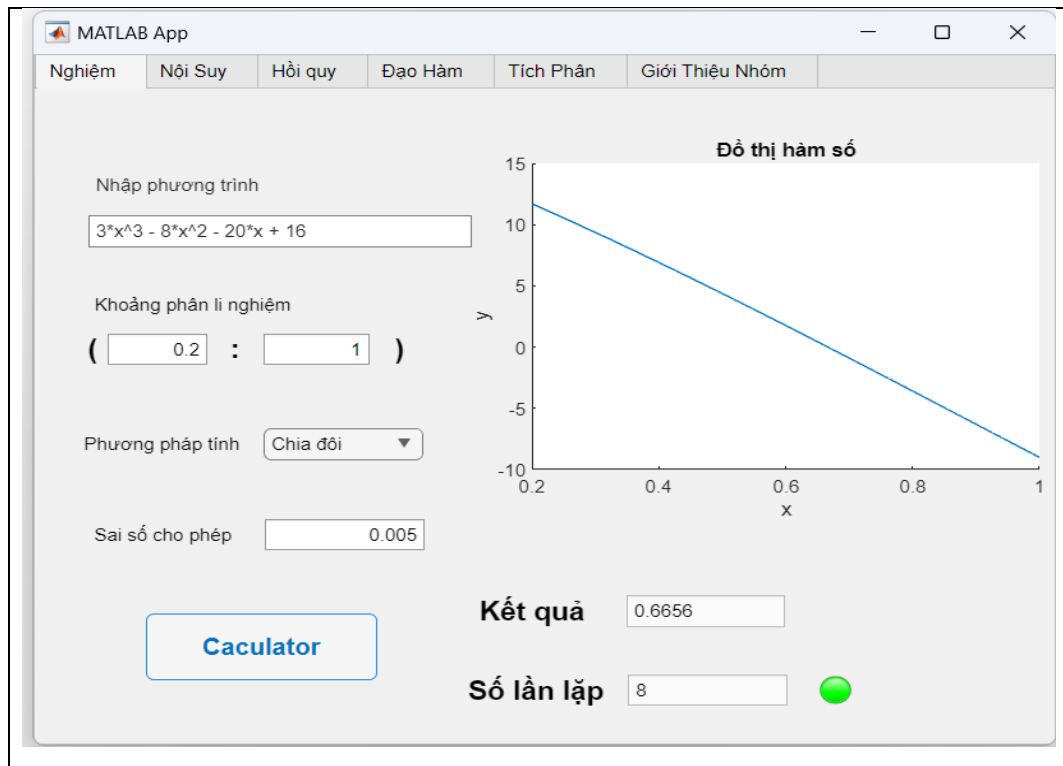 MATLAB App
Nghiệm Nội Suy Hồi quy Đạo Hàm Tích Phân Giới Thiệu Nhóm
Nhập phương trình
3*x^3 - 8*x^2 - 20*x + 16
Khoảng phân li nghiệm
( 0.2 : 1 )
Phương pháp tính Chia đôi
Sai số cho phép 0.005
Caculator
Đồ thị hàm số
15
10
5
0
-5
-10
y
0.2 0.4 0.6 0.8 1
x
Kết quả 0.6656
Số lần lặp 8